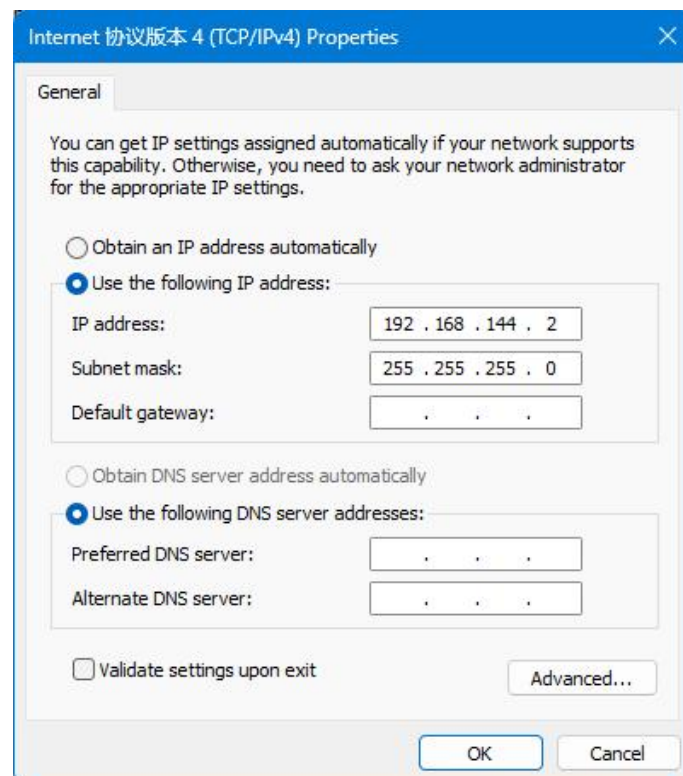 Internet 协议版本 4 (TCP/IPv4) Properties
General
You can get IP settings assigned automatically if your network supports
this capability. Otherwise, you need to ask your network administrator
for the appropriate IP settings.
Obtain an IP address automatically
Use the following IP address:
IP address: 192 . 168 . 144 . 2
Subnet mask: 255 . 255 . 255 . 0
Default gateway: . . .
Obtain DNS server address automatically
Use the following DNS server addresses:
Preferred DNS server: . . .
Alternate DNS server: . . .
Validate settings upon exit
Advanced...
OK Cancel